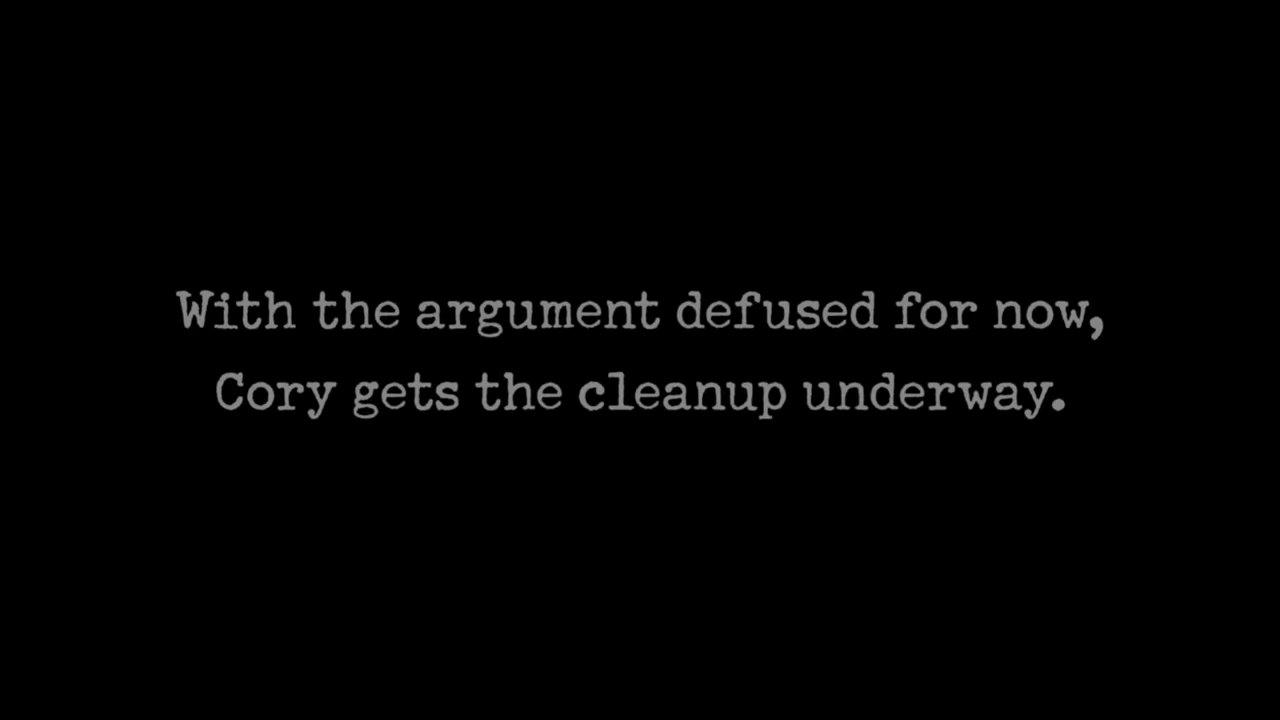 With the argument defused for now,
Cory gets the cleanup underway.